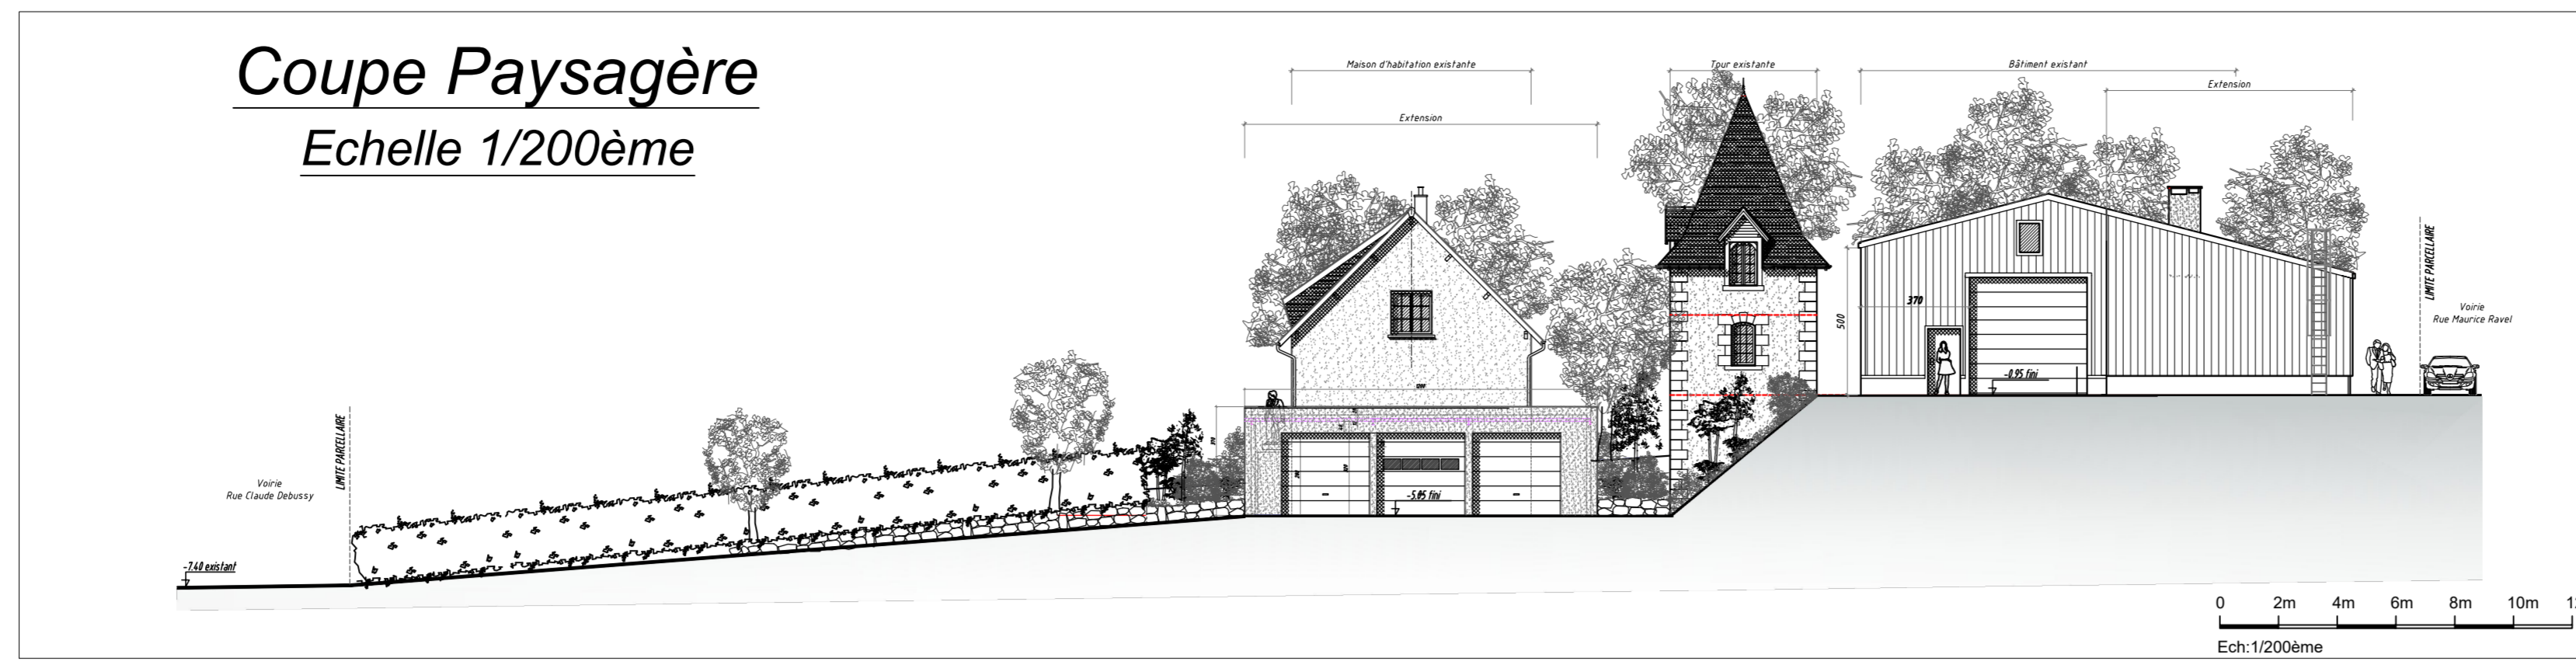 Coupe Paysagère
Echelle 1/200ème
Maison d'habitation existante
Extension
Tour existante
Bâtiment existant
Extension
370
500
-0.95 fini
-5.05 fini
LIMITE PARCELLAIRE
Voirie
Rue Maurice Ravel
LIMITE PARCELLAIRE
Voirie
Rue Claude Debussy
-7.40 existant
0 2m 4m 6m 8m 10m
Ech:1/200ème